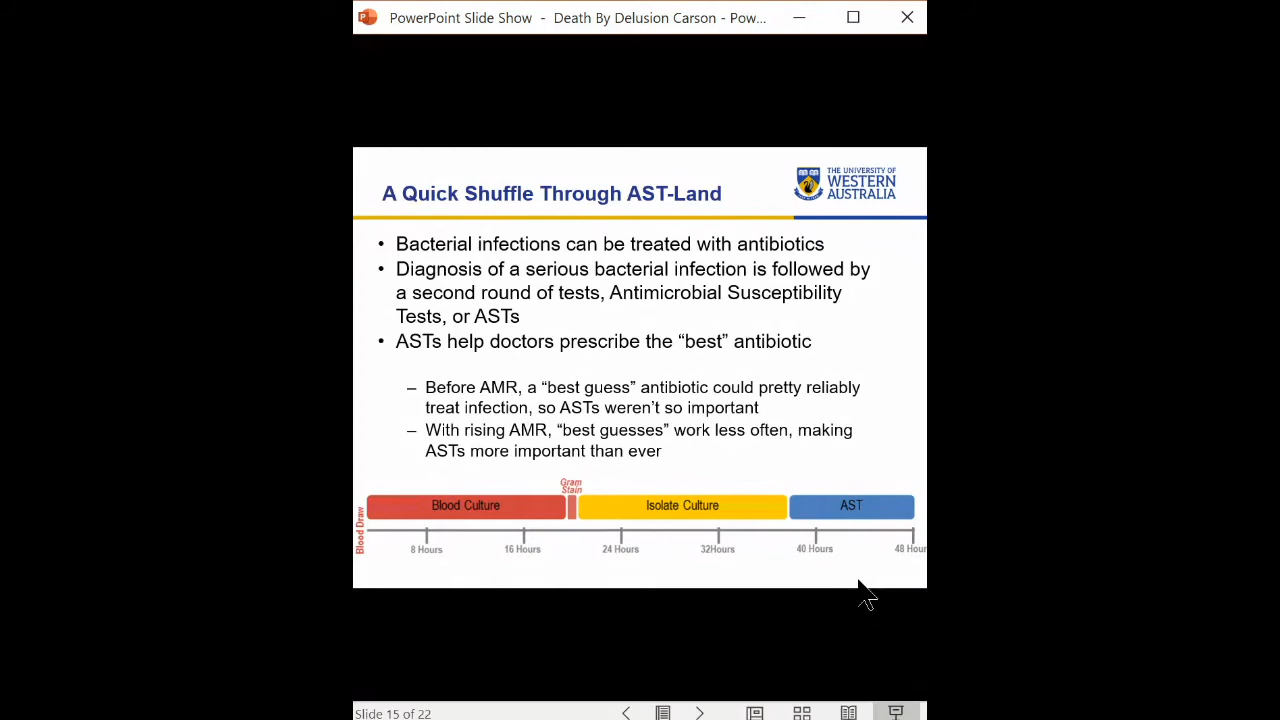 PowerPoint Slide Show - Death By Delusion Carson - Pow...
THE UNIVERSITY OF
WESTERN
AUSTRALIA
A Quick Shuffle Through AST-Land
• Bacterial infections can be treated with antibiotics
• Diagnosis of a serious bacterial infection is followed by
a second round of tests, Antimicrobial Susceptibility
Tests, or ASTs
• ASTs help doctors prescribe the “best” antibiotic
– Before AMR, a “best guess” antibiotic could pretty reliably
treat infection, so ASTs weren’t so important
– With rising AMR, “best guesses” work less often, making
ASTs more important than ever
Gram
Stain
Blood Draw
Blood Culture
Isolate Culture
AST
8 Hours
16 Hours
24 Hours
32Hours
40 Hours
48 Hour
Slide 15 of 22